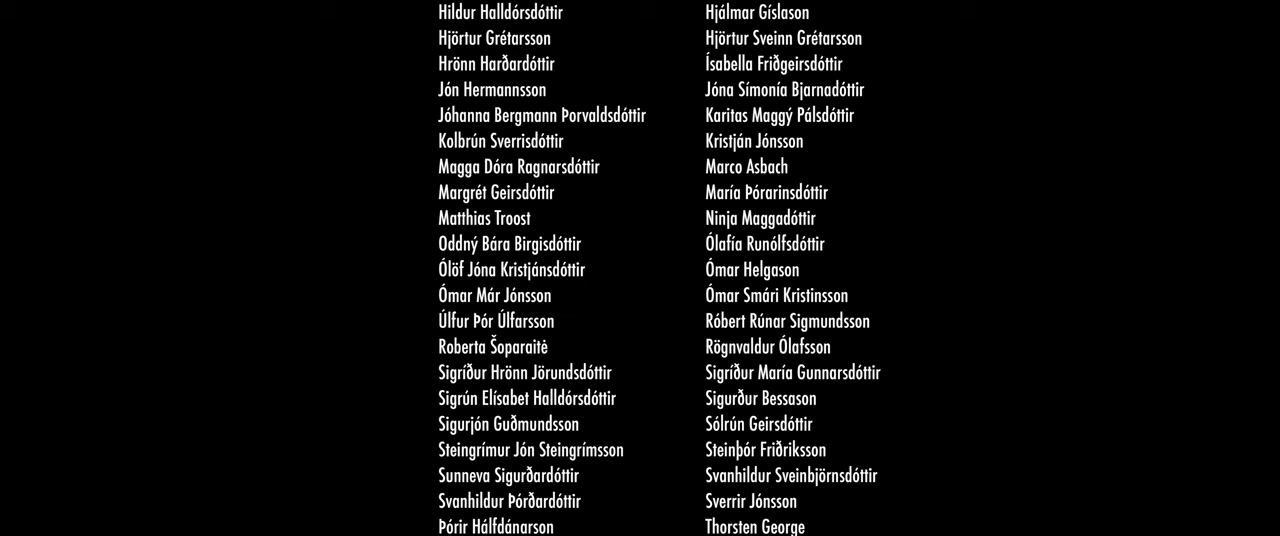 Hildur Halldórsdóttir
Hjörtur Grétarsson
Hrönn Harðardóttir
Jón Hermannsson
Jóhanna Bergmann Þorvaldsdóttir
Kolbrún Sverrisdóttir
Magga Dóra Ragnarsdóttir
Margrét Geirsdóttir
Matthias Troost
Oddný Bára Birgisdóttir
Ólöf Jóna Kristjánsdóttir
Ómar Már Jónsson
Úlfur Þór Úlfarsson
Roberta Šoparaitė
Sigríður Hrönn Jörundsdóttir
Sigrún Elísabet Halldórsdóttir
Sigurjón Guðmundsson
Steingrímur Jón Steingrímsson
Sunneva Sigurðardóttir
Svanhildur Þórðardóttir
Þórir Hálfdánarson
Hjálmar Gíslason
Hjörtur Sveinn Grétarsson
Ísabella Friðgeirsdóttir
Jóna Símonía Bjarnadóttir
Karitas Maggý Pálsdóttir
Kristján Jónsson
Marco Asbach
María Þórarinsdóttir
Ninja Maggadóttir
Ólafía Runólfsdóttir
Ómar Helgason
Ómar Smári Kristinsson
Róbert Rúnar Sigmundsson
Rögnvaldur Ólafsson
Sigríður María Gunnarsdóttir
Sigurður Bessason
Sólrún Geirsdóttir
Steinþór Friðriksson
Svanhildur Sveinbjörnsdóttir
Sverrir Jónsson
Thorsten George